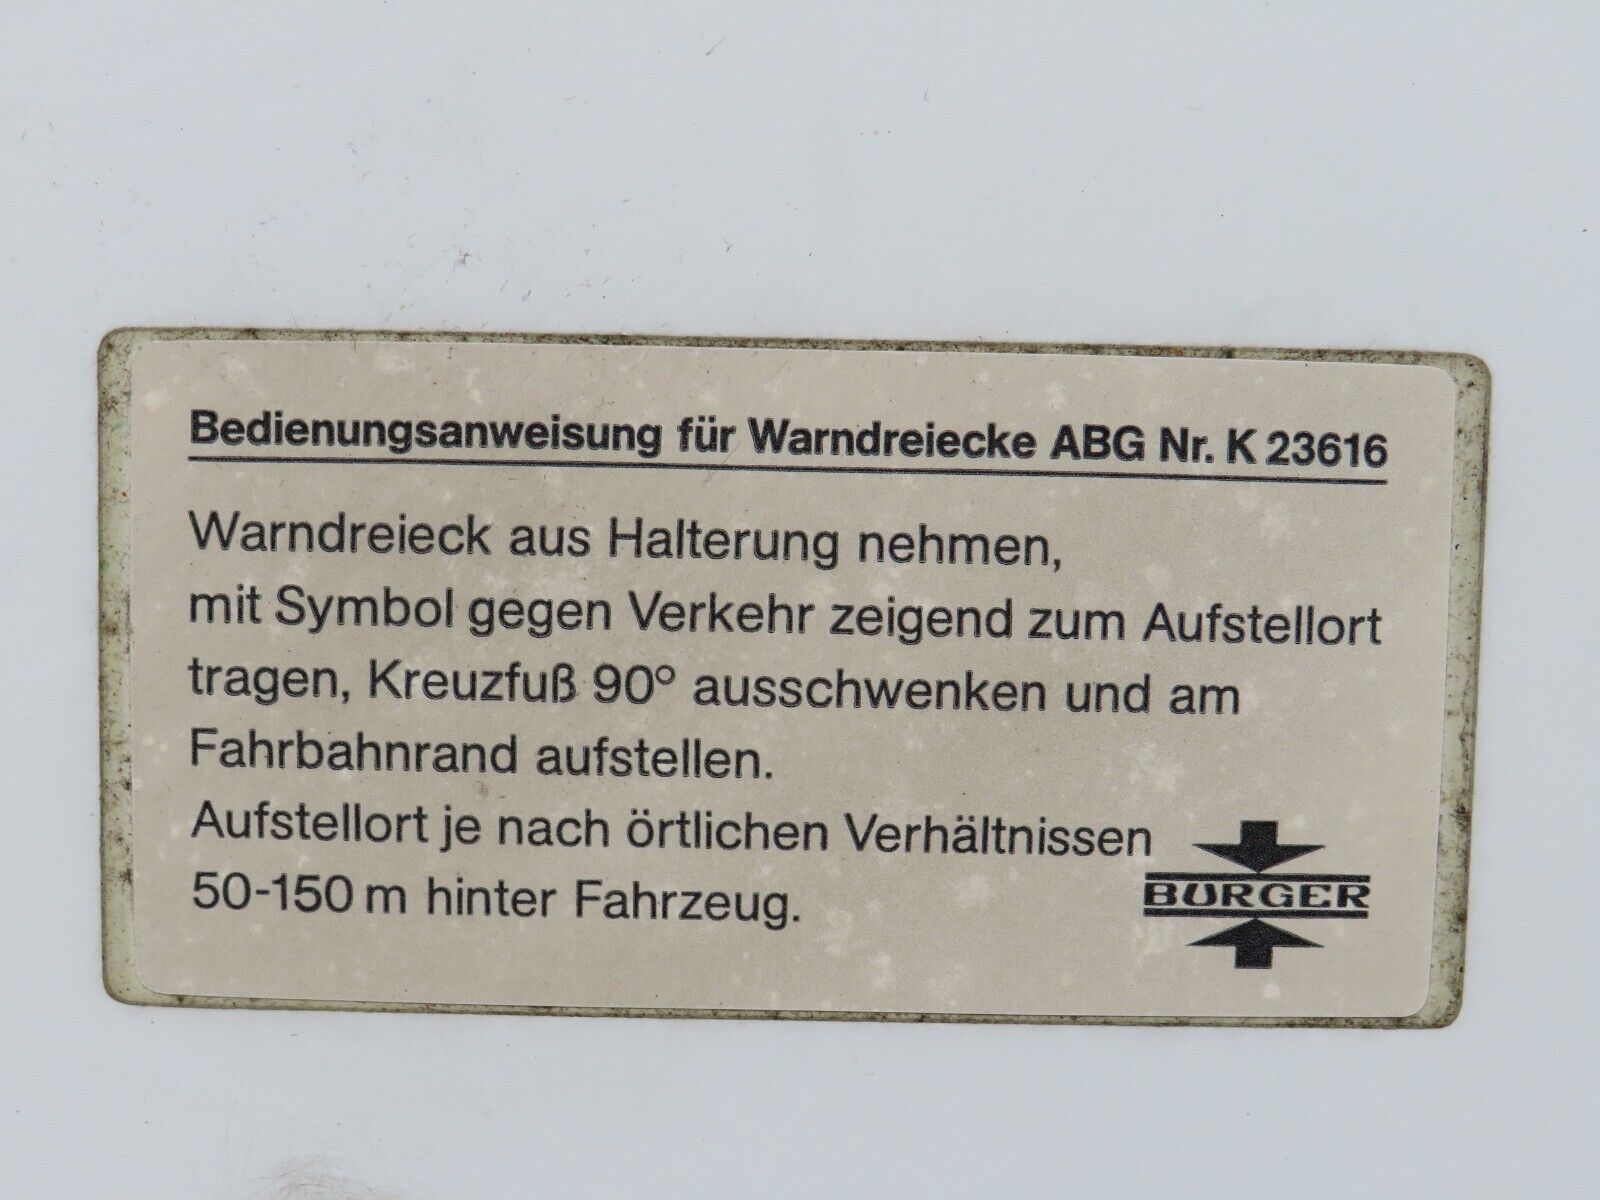 Bedienungsanweisung für Warndreiecke ABG Nr. K 23616
Warndreieck aus Halterung nehmen,
mit Symbol gegen Verkehr zeigend zum Aufstellort
tragen, Kreuzfuß 90° ausschwenken und am
Fahrbahnrand aufstellen.
Aufstellort je nach örtlichen Verhältnissen
50-150 m hinter Fahrzeug.
BURGER